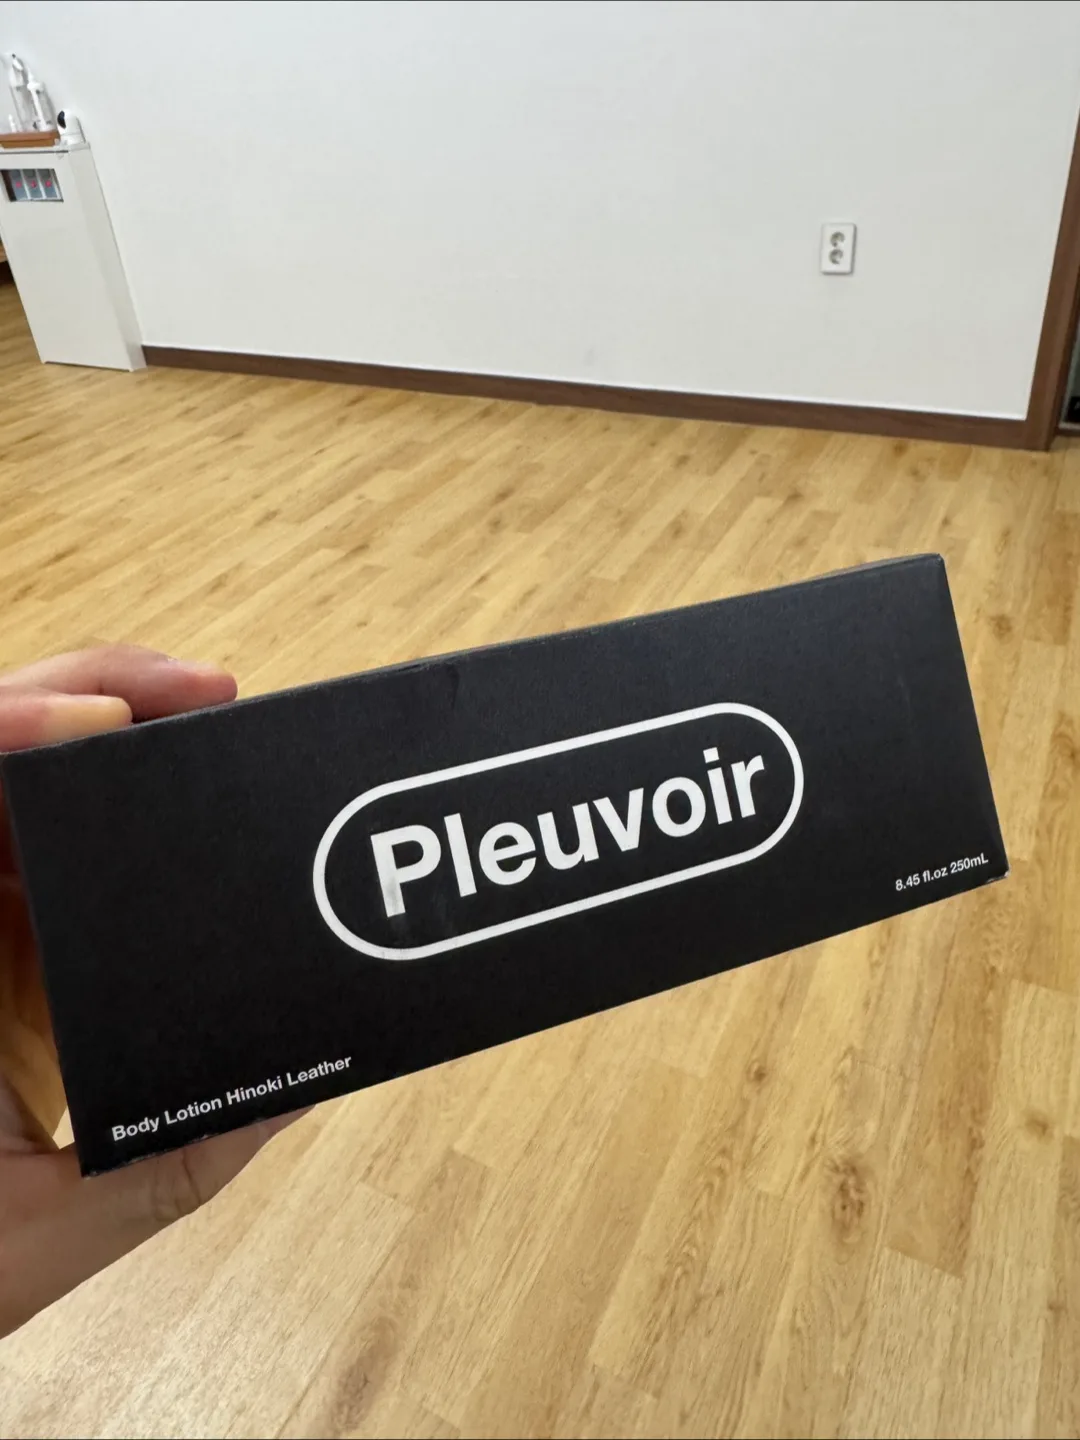 Pleuvoir
8.45 fl.oz 250mL
Body Lotion Hinoki Leather